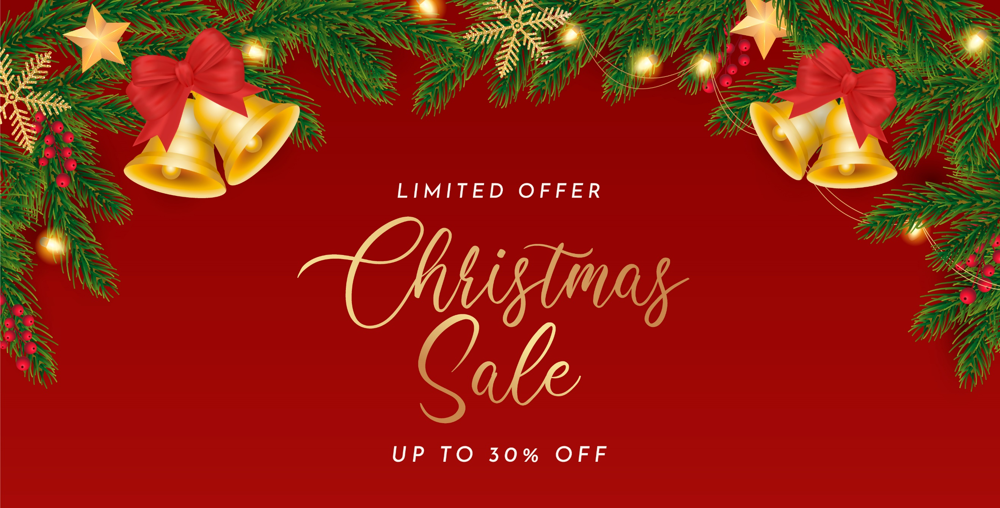 LIMITED OFFER
Christmas
Sale
UP TO 30% OFF